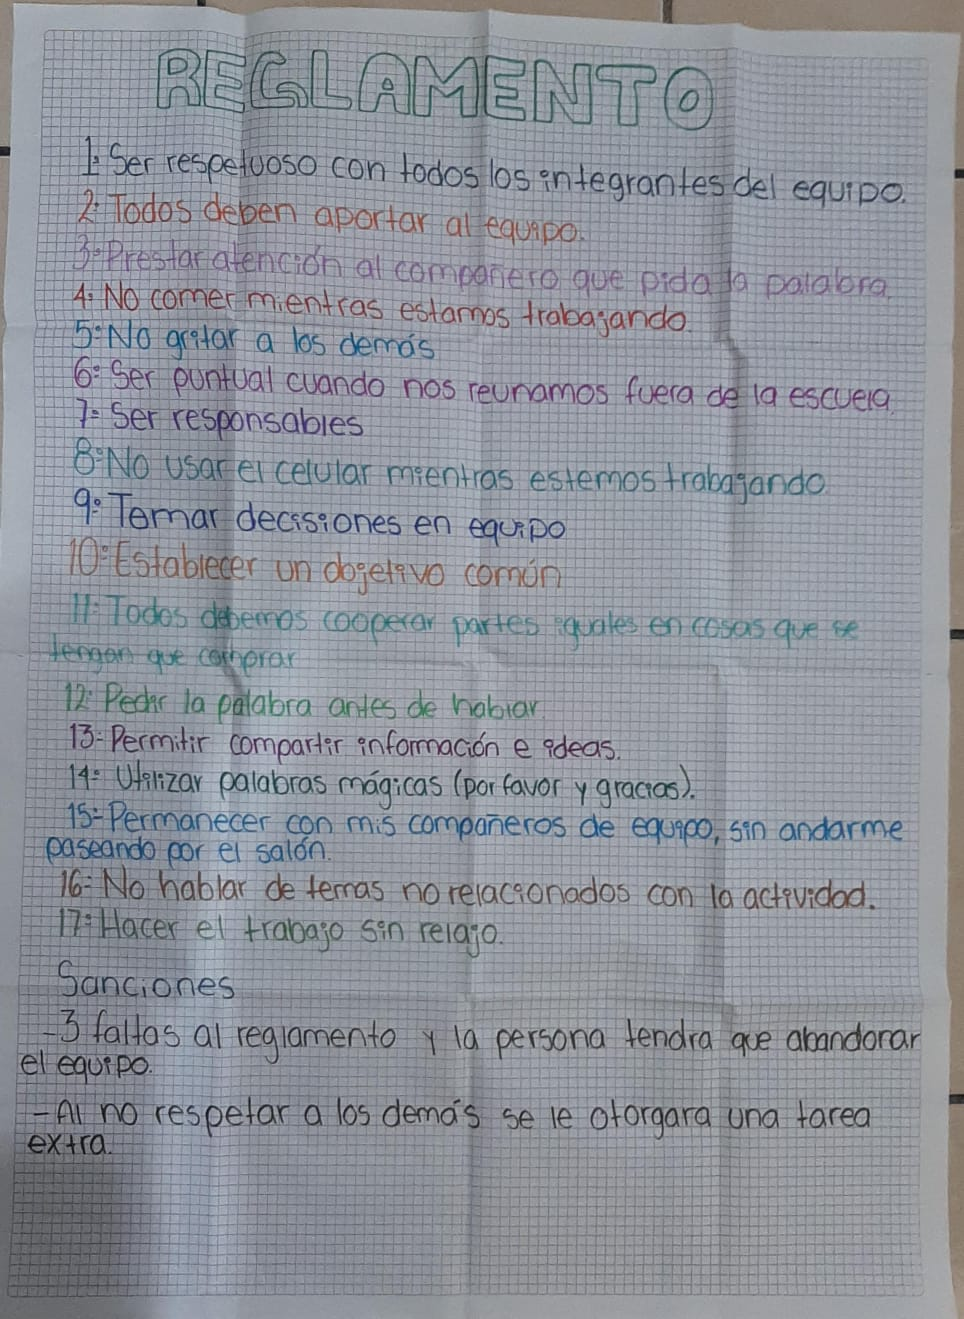 REGLAMENTO
1: Ser respetuoso con todos los integrantes del equipo.
2: Todos deben aportar al equipo.
3: Prestar atención al compañero que pida la palabra.
4: No comer mientras estamos trabajando.
5: No gritar a los demás
6: Ser puntual cuando nos reunamos fuera de la escuela.
7: Ser responsables
8: No usar el celular mientras estemos trabajando.
9: Tomar decisiones en equipo
10: Establecer un objetivo común
11: Todos debemos cooperar partes iguales en cosas que se
tengan que comprar
12: Pedir la palabra antes de hablar.
13: Permitir compartir información e ideas.
14: Utilizar palabras mágicas (por favor y gracias).
15: Permanecer con mis compañeros de equipo, sin andarme
paseando por el salón.
16: No hablar de temas no relacionados con la actividad.
17: Hacer el trabajo sin relajo.
Sanciones
-3 faltas al reglamento y la persona tendra que abandonar
el equipo.
-Al no respetar a los demás se le otorgara una tarea
extra.